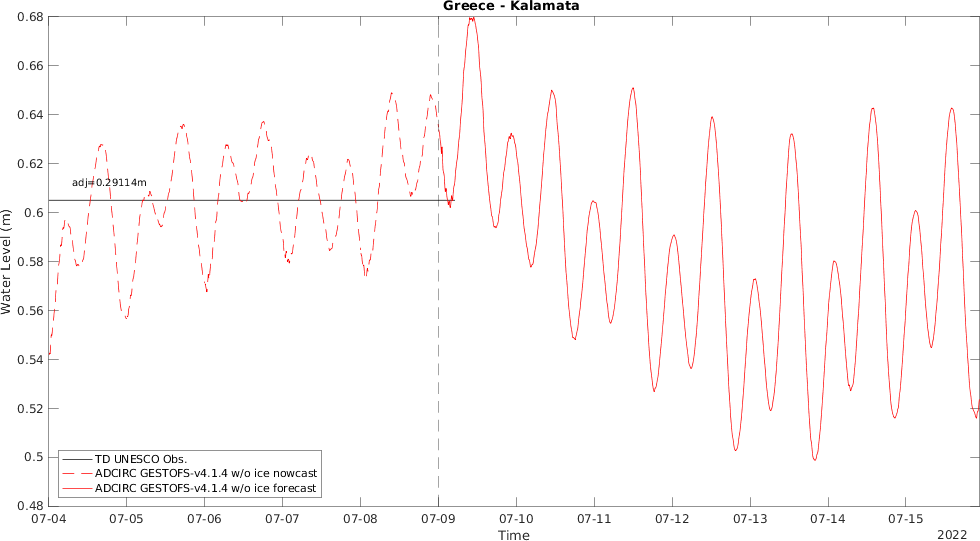 Greece - Kalamata
0.68
0.66
0.64
0.62
0.6
0.58
0.56
0.54
0.52
0.5
0.48
Water Level (m)
adj=0.29114m
TD UNESCO Obs.
ADCIRC GESTOFS-v4.1.4 w/o ice nowcast
ADCIRC GESTOFS-v4.1.4 w/o ice forecast
07-04 07-05 07-06 07-07 07-08 07-09 07-10 07-11 07-12 07-13 07-14 07-15
Time
2022